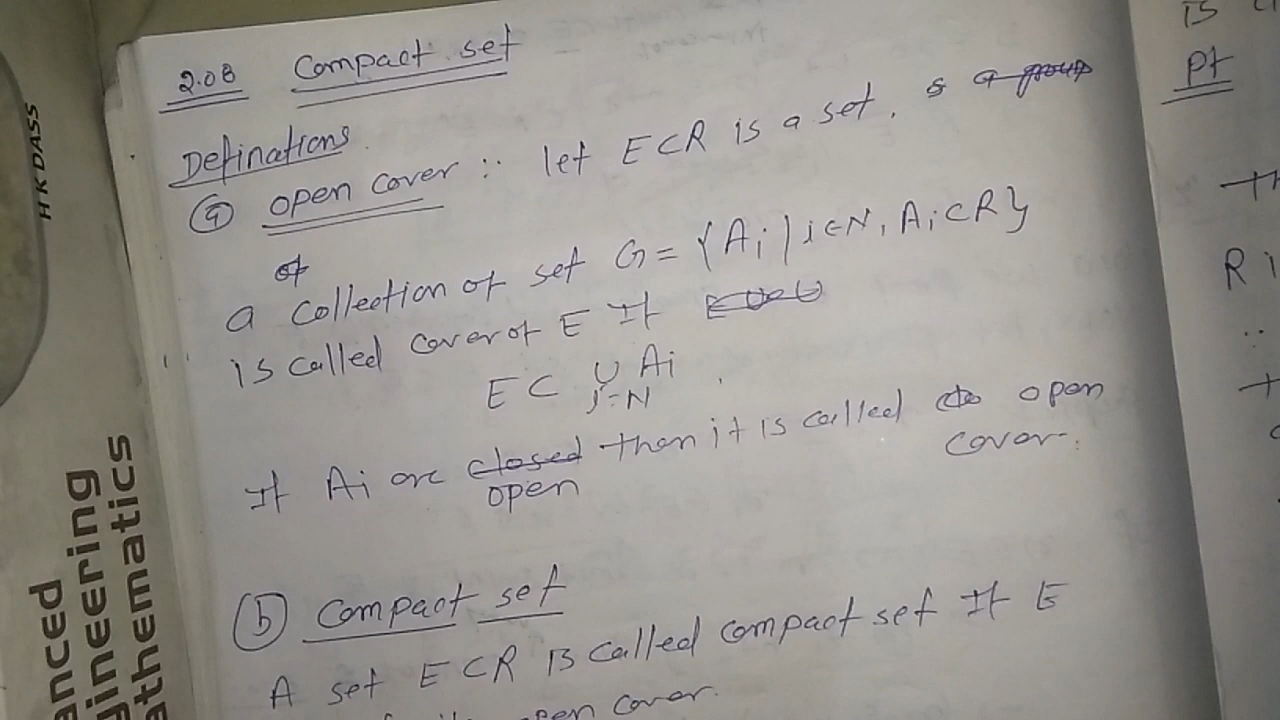 2.08 Compact set
Definations
a open cover :: let E ⊂ R is a set.
a collection of set G = {Ai | i ∈ N, Ai ⊂ R}
is called cover of E If
E ⊂ ∪ Ai
i=N
If Ai are closed then it is called open
open cover.
b Compact set
A set E ⊂ R is called compact set If E
open cover.
H K DASS
anced
gineering
athematics
is
Pt
R i